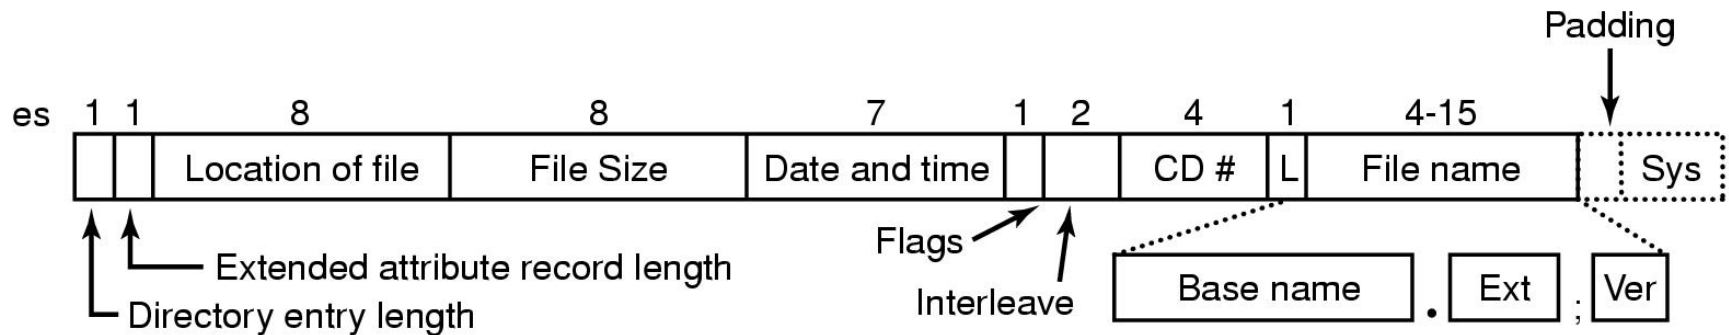 Padding
es 1 1 8 8 7 1 2 4 1 4-15
Location of file File Size Date and time CD # L File name Sys
Flags
Extended attribute record length
Interleave
Base name . Ext ; Ver
Directory entry length